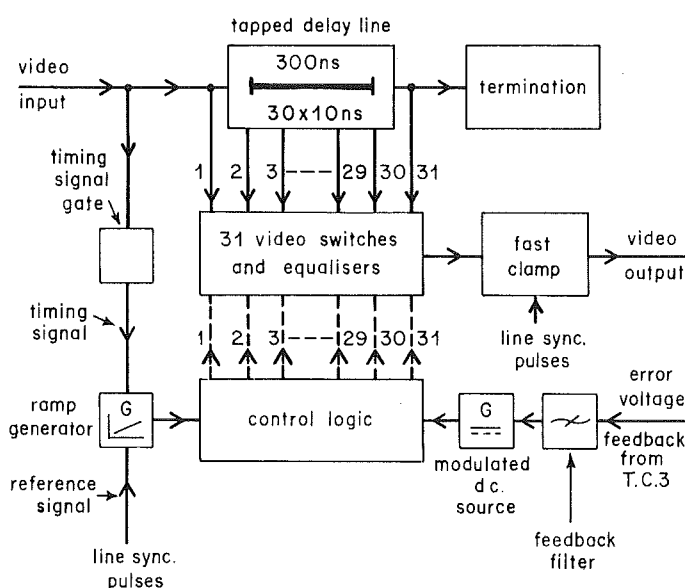 tapped delay line
video
input
300ns
30x10ns
termination
timing
signal
gate
1 2 3 29 30 31
31 video switches
and equalisers
fast
clamp
video
output
timing
signal
1 2 3 29 30 31
line sync.
pulses
ramp
generator
G
control logic
G
error
voltage
feedback
from
T.C.3
modulated
d c.
source
reference
signal
feedback
filter
line sync.
pulses